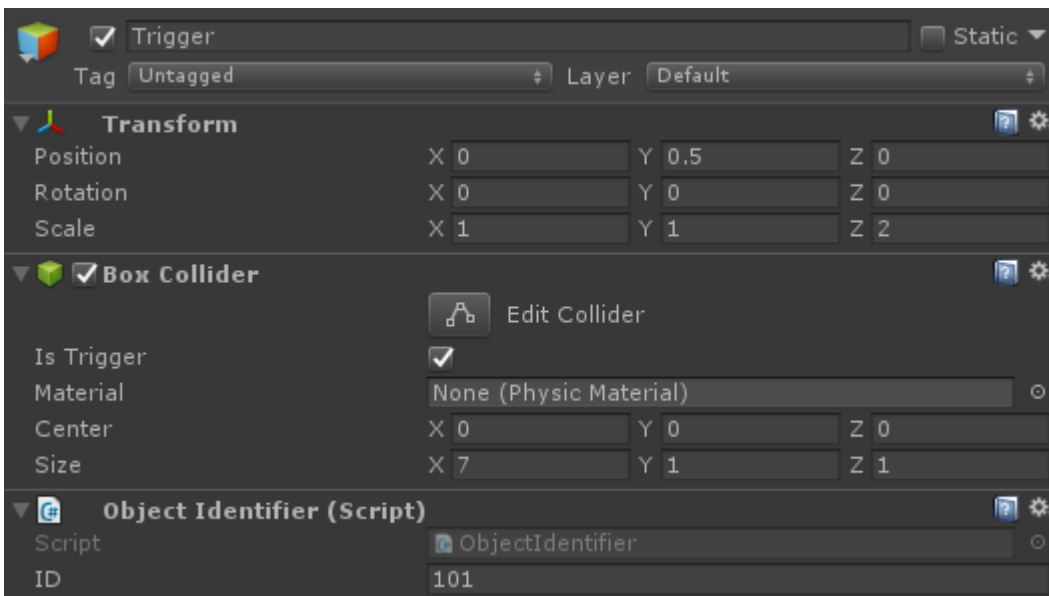 Trigger Static
Tag Untagged Layer Default
Transform
Position X 0 Y 0.5 Z 0
Rotation X 0 Y 0 Z 0
Scale X 1 Y 1 Z 2
Box Collider
Edit Collider
Is Trigger
Material None (Physic Material)
Center X 0 Y 0 Z 0
Size X 7 Y 1 Z 1
Object Identifier (Script)
Script ObjectIdentifier
ID 101